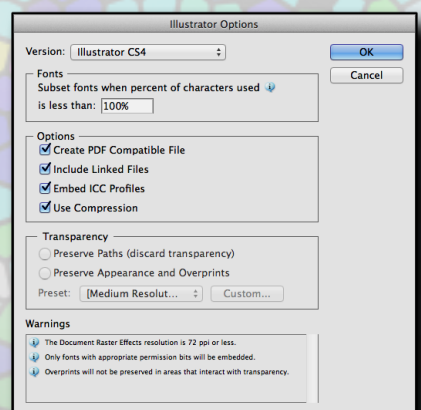 Illustrator Options
Version: Illustrator CS4
OK
Cancel
Fonts
Subset fonts when percent of characters used
is less than: 100%
Options
Create PDF Compatible File
Include Linked Files
Embed ICC Profiles
Use Compression
Transparency
Preserve Paths (discard transparency)
Preserve Appearance and Overprints
Preset: [Medium Resolut... Custom...
Warnings
The Document Raster Effects resolution is 72 ppi or less.
Only fonts with appropriate permission bits will be embedded.
Overprints will not be preserved in areas that interact with transparency.